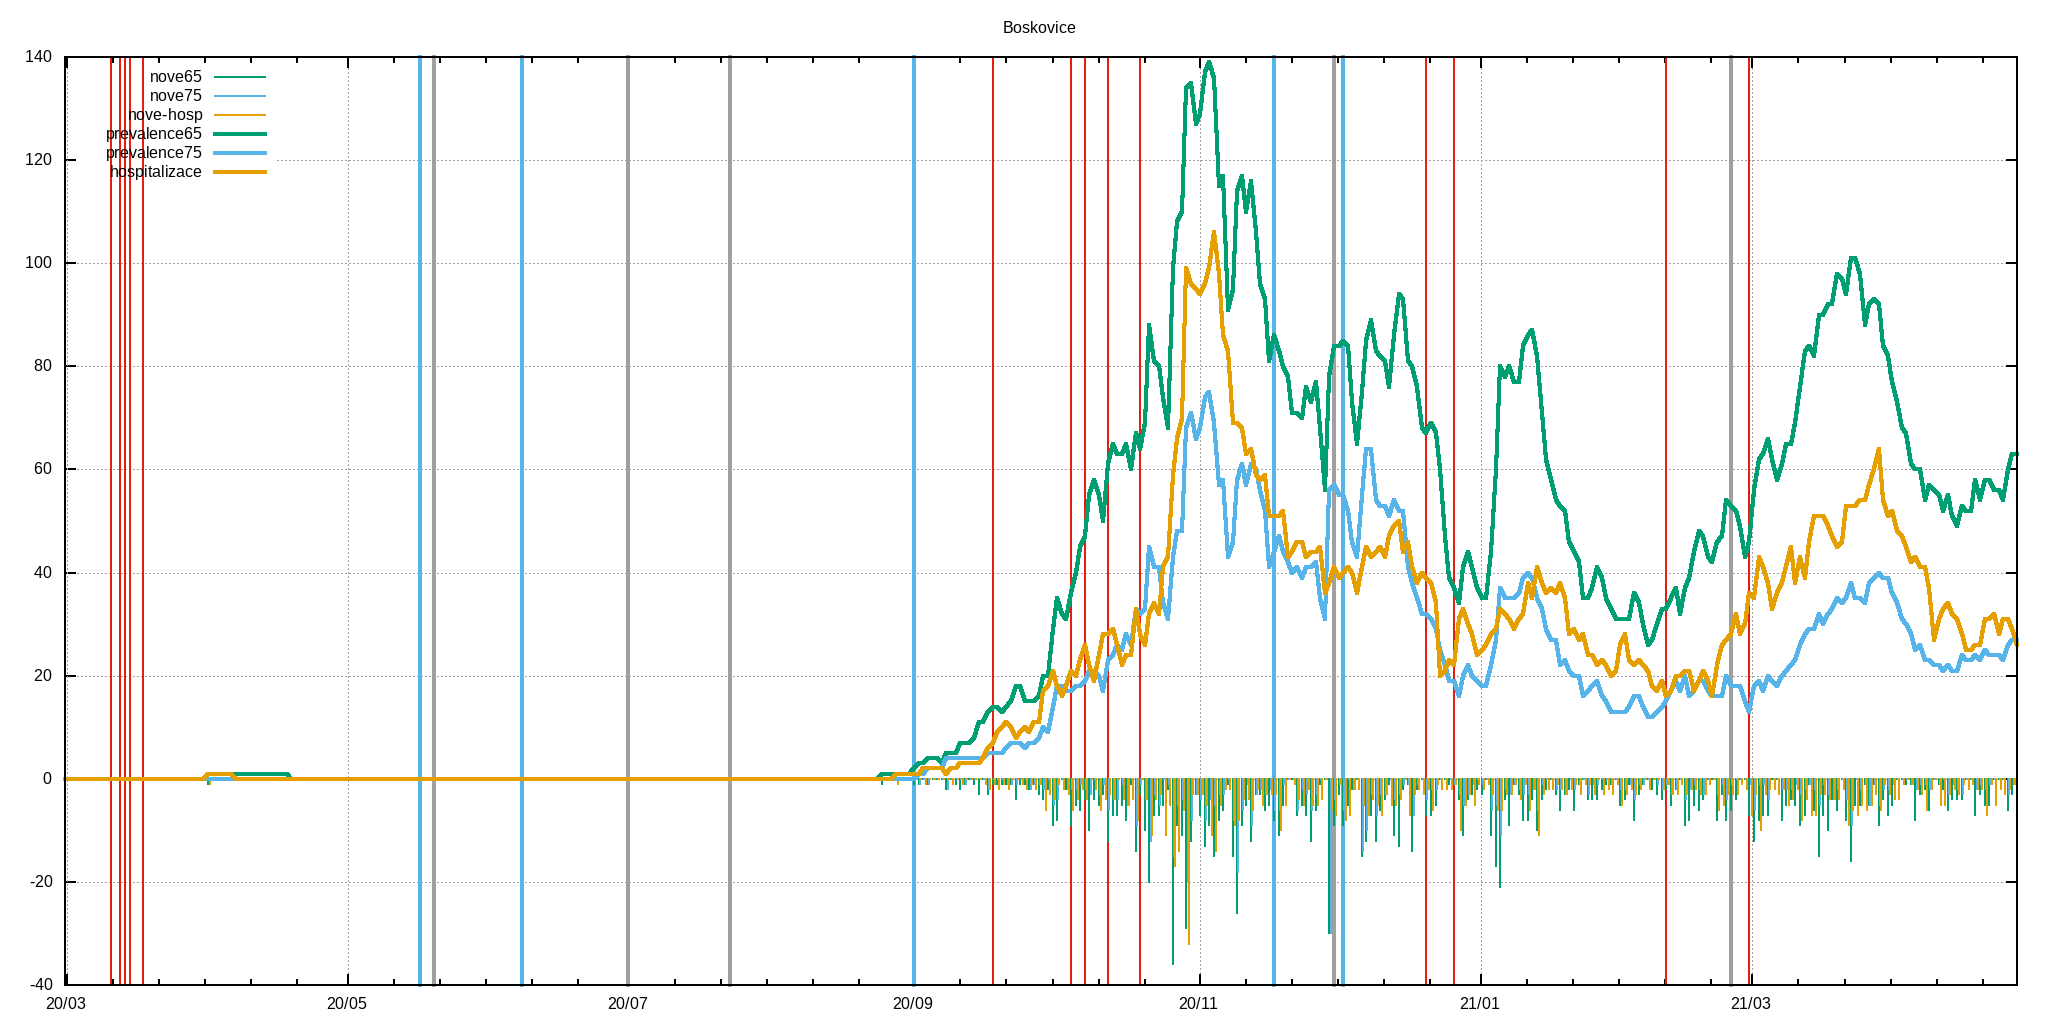 Boskovice
nove65
nove75
nove-hosp
prevalence65
prevalence75
hospitalizace
140
120
100
80
60
40
20
0
-20
-40
20/03 20/05 20/07 20/09 20/11 21/01 21/03